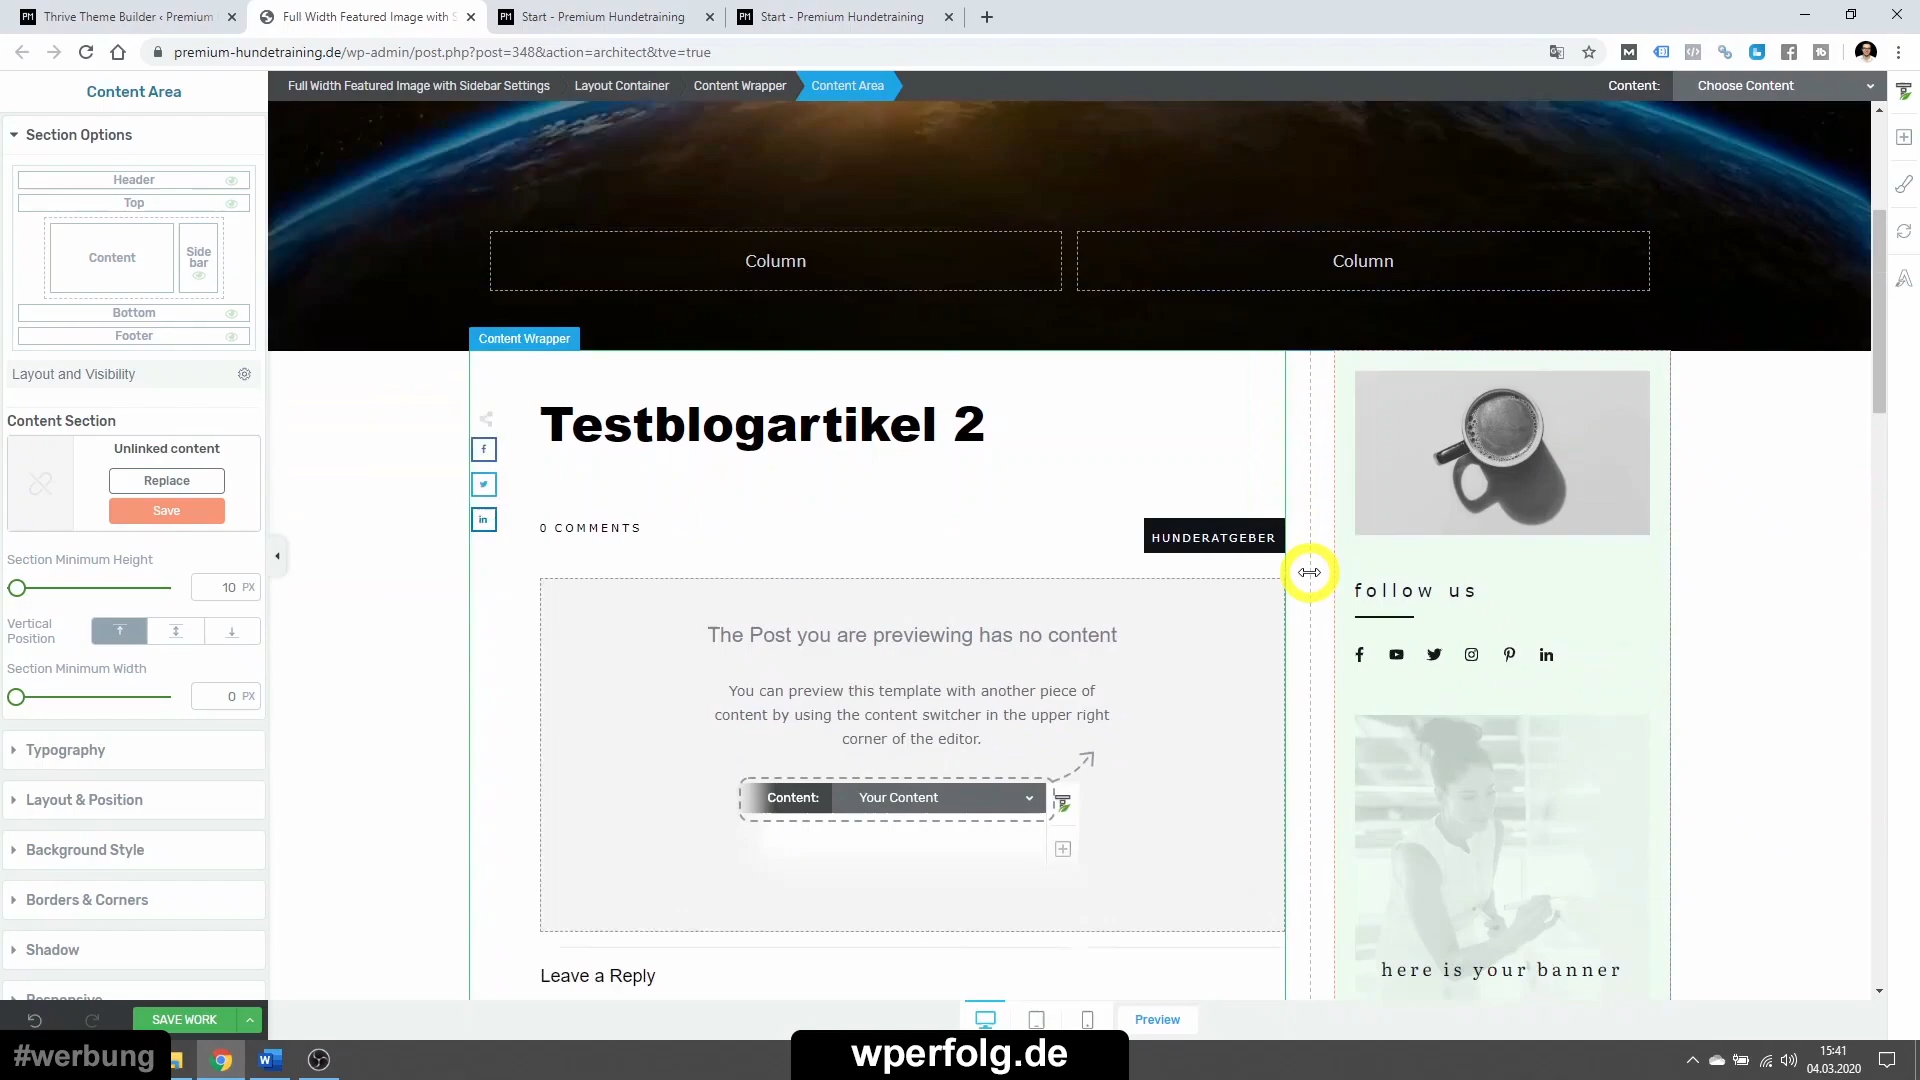 Thrive Theme Builder ‹ Premium
Full Width Featured Image with S
Start - Premium Hundetraining
Start - Premium Hundetraining
premium-hundetraining.de/wp-admin/post.php?post=348&action=architect&tve=true
Content Area
Full Width Featured Image with Sidebar Settings
Layout Container
Content Wrapper
Content Area
Content:
Choose Content
Section Options
Header
Top
Content
Side
bar
Bottom
Footer
Layout and Visibility
Content Section
Unlinked content
Replace
Save
Section Minimum Height
10 PX
Vertical
Position
Section Minimum Width
0 PX
Typography
Layout & Position
Background Style
Borders & Corners
Shadow
Responsive
SAVE WORK
Column
Column
Content Wrapper
Testblogartikel 2
0 COMMENTS
HUNDERATGEBER
The Post you are previewing has no content
You can preview this template with another piece of
content by using the content switcher in the upper right
corner of the editor.
Content:
Your Content
Leave a Reply
follow us
here is your banner
Preview
#werbung
wperfolg.de
15:41
04.03.2020